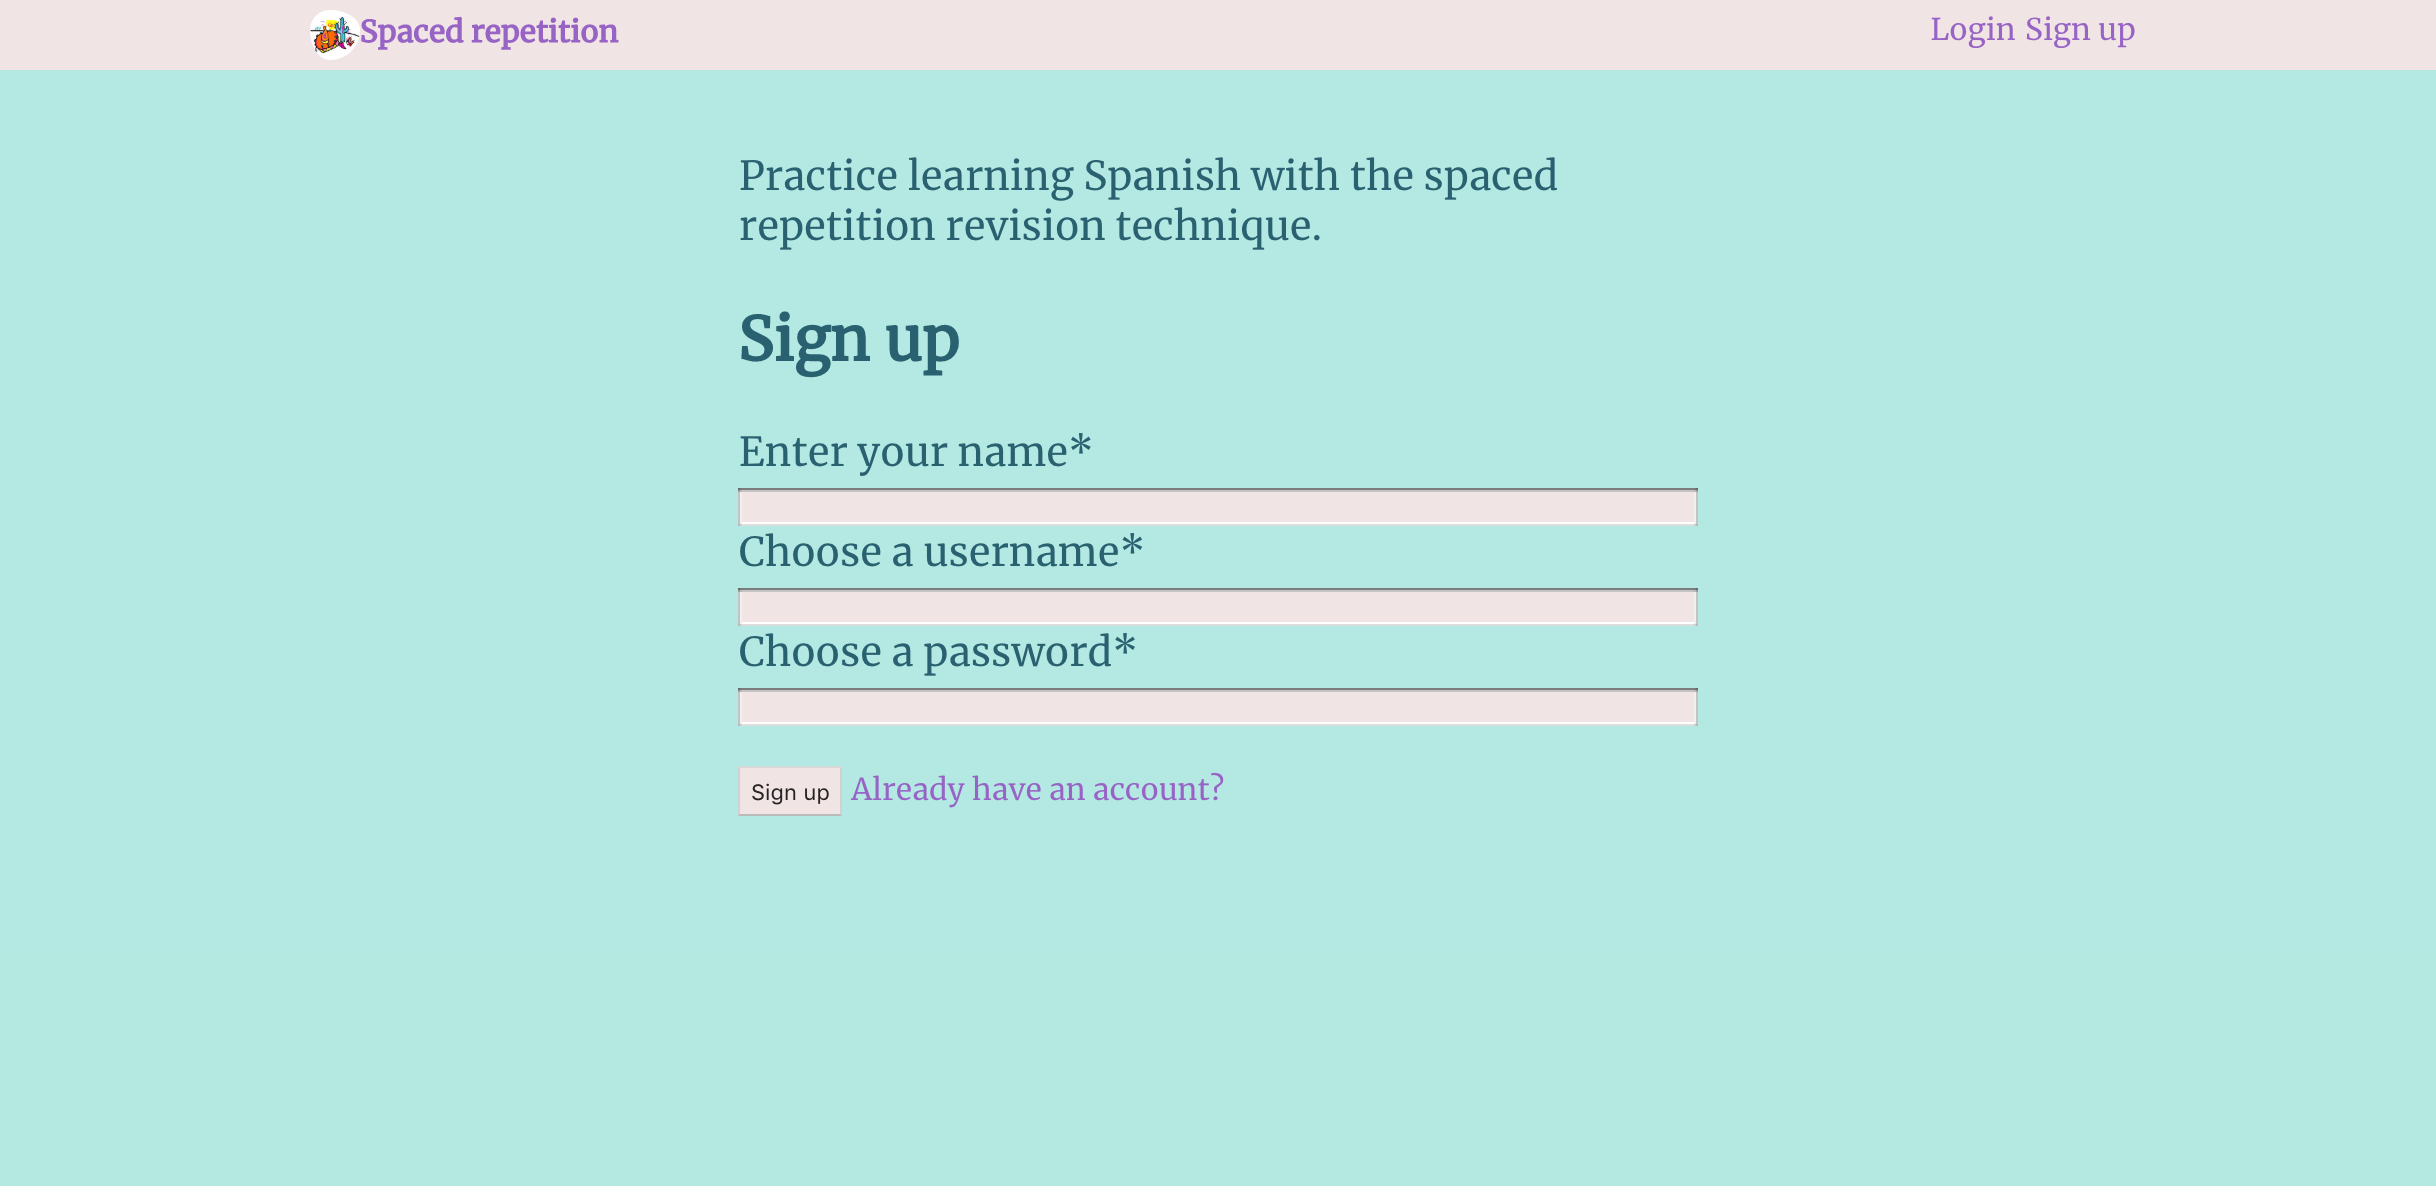 Spaced repetition
Login Sign up
Practice learning Spanish with the spaced
repetition revision technique.
Sign up
Enter your name*
Choose a username*
Choose a password*
Sign up Already have an account?